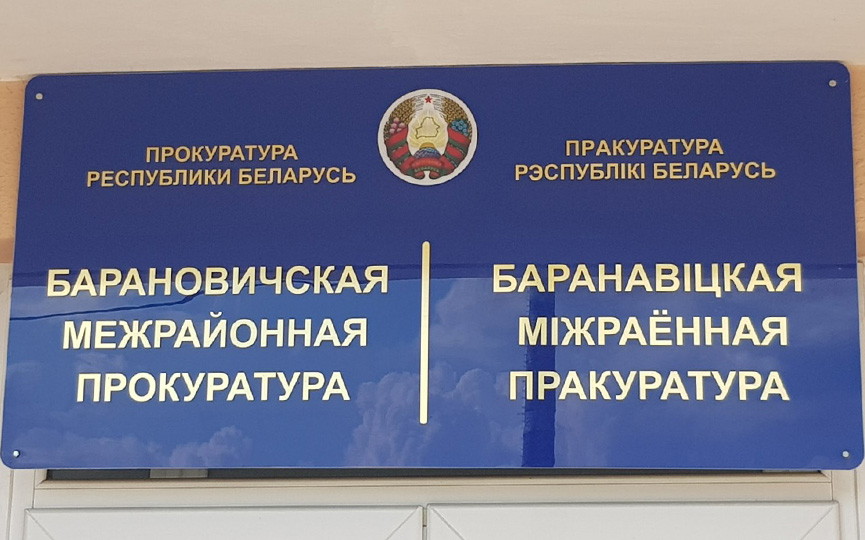 ПРОКУРАТУРА
РЕСПУБЛИКИ БЕЛАРУСЬ
БАРАНОВИЧСКАЯ
МЕЖРАЙОННАЯ
ПРОКУРАТУРА
ПРАКУРАТУРА
РЭСПУБЛІКІ БЕЛАРУСЬ
БАРАНАВІЦКАЯ
МІЖРАЁННАЯ
ПРАКУРАТУРА